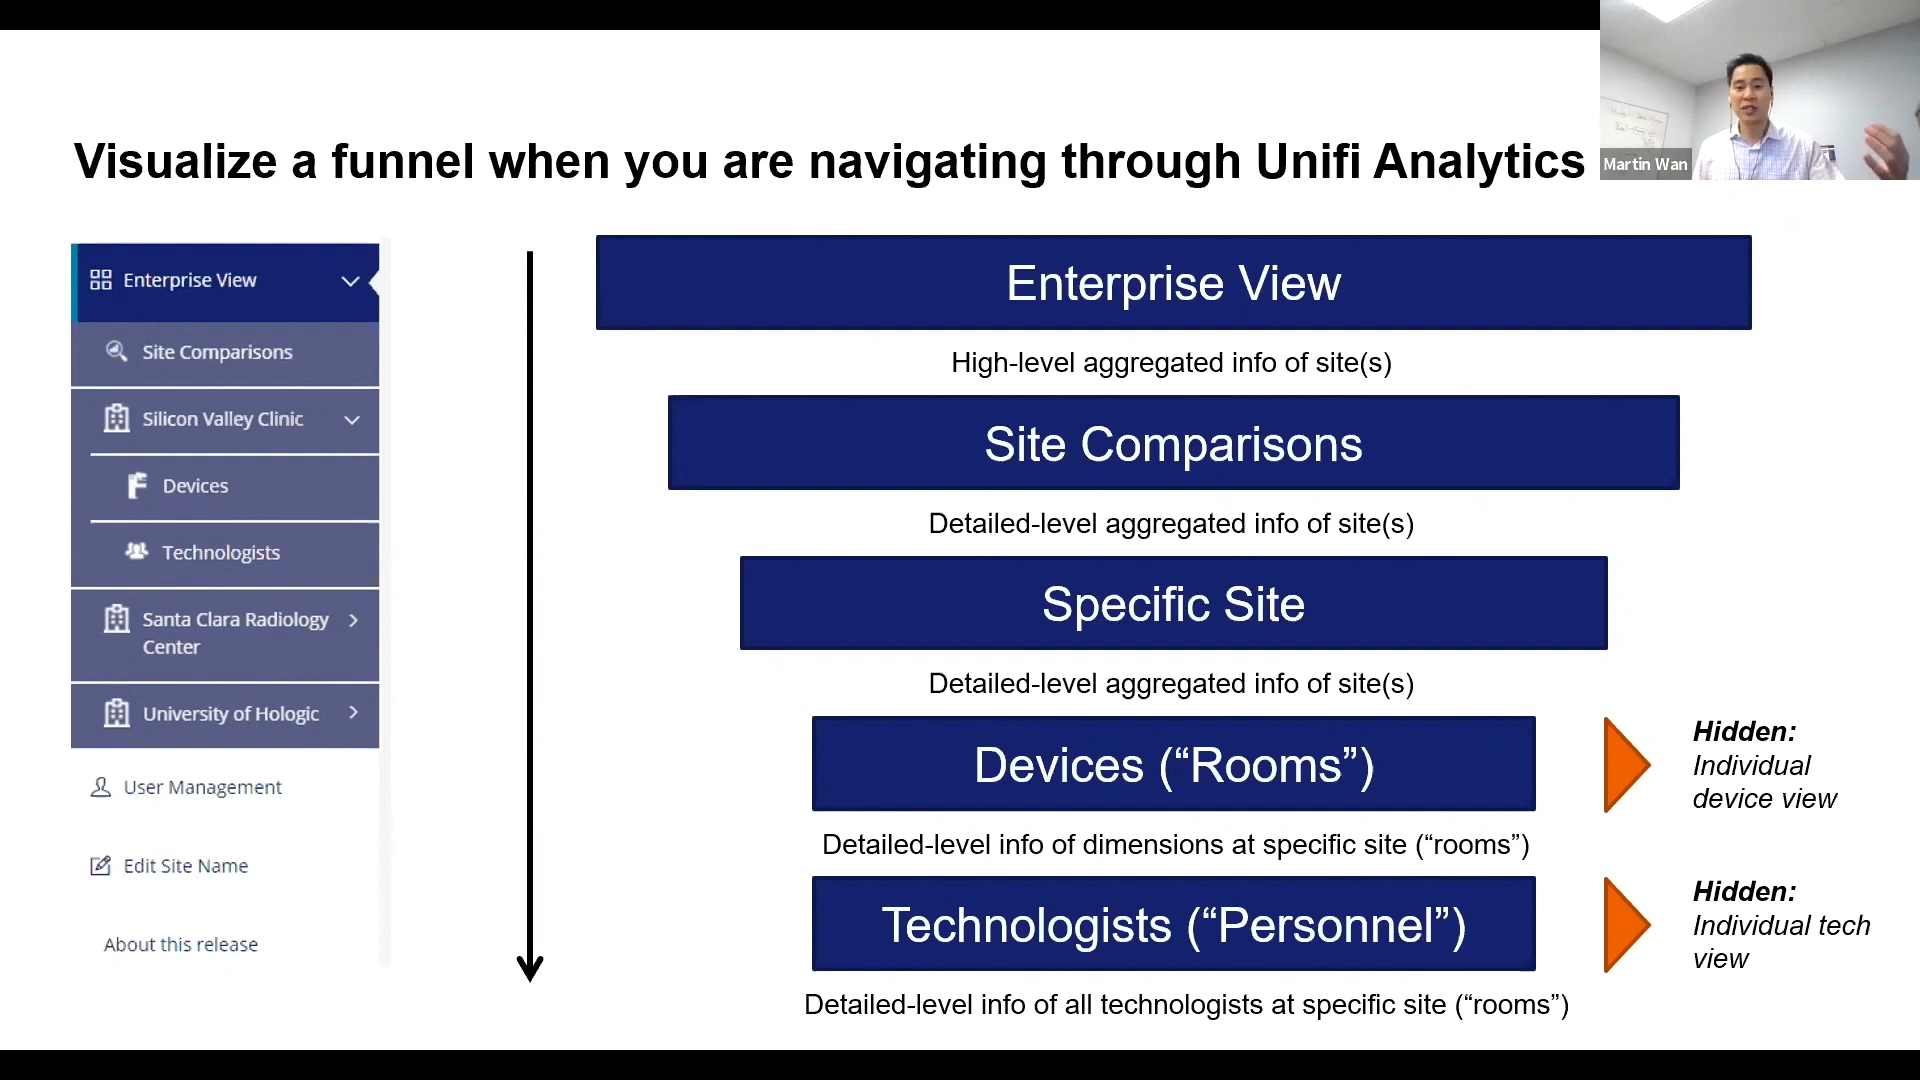 Visualize a funnel when you are navigating through Unifi Analytics
Martin Wan
Enterprise View
Site Comparisons
Silicon Valley Clinic
Devices
Technologists
Santa Clara Radiology
Center
University of Hologic
User Management
Edit Site Name
About this release
Enterprise View
High-level aggregated info of site(s)
Site Comparisons
Detailed-level aggregated info of site(s)
Specific Site
Detailed-level aggregated info of site(s)
Devices (“Rooms”)
Hidden:
Individual
device view
Detailed-level info of dimensions at specific site (“rooms”)
Technologists (“Personnel”)
Hidden:
Individual tech
view
Detailed-level info of all technologists at specific site (“rooms”)